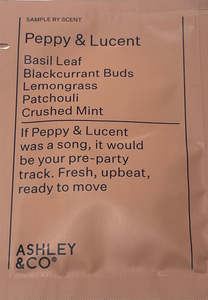 SAMPLE BY SCENT
Peppy & Lucent
Basil Leaf
Blackcurrant Buds
Lemongrass
Patchouli
Crushed Mint
If Peppy & Lucent
was a song, it would
be your pre-party
track. Fresh, upbeat,
ready to move
ASHLEY
&CO®